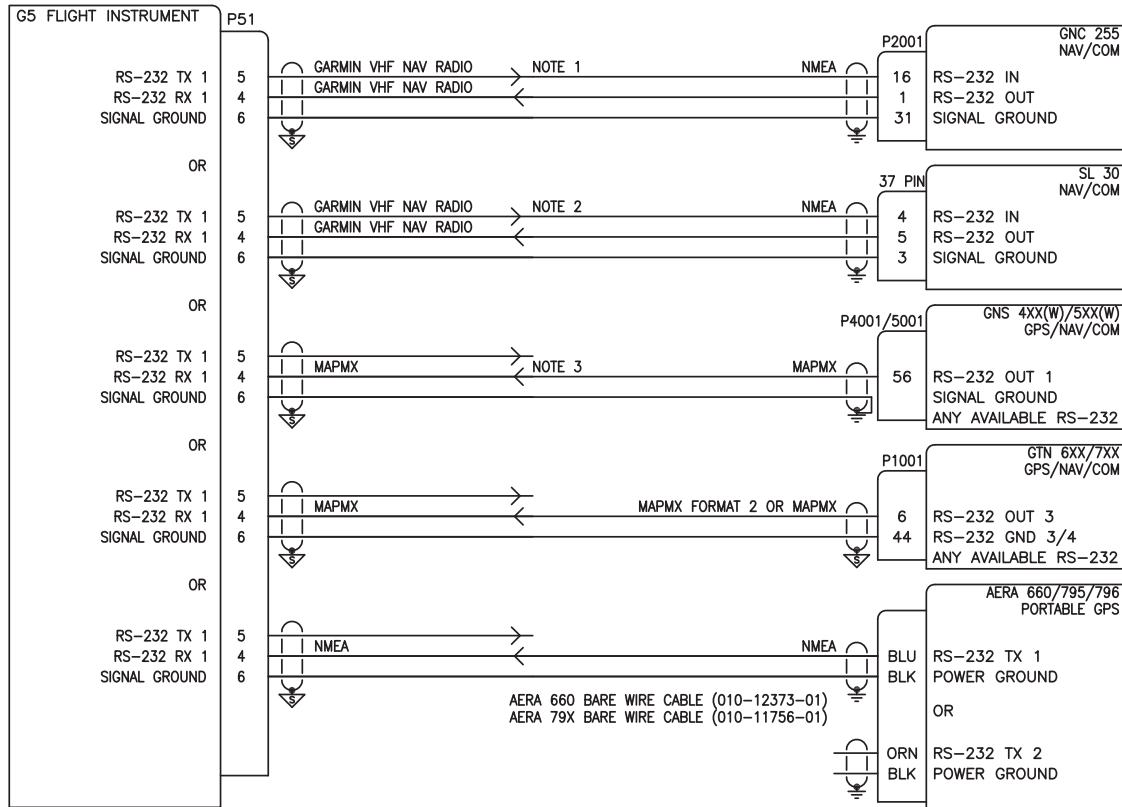 G5 FLIGHT INSTRUMENT
P51
GNC 255
NAV/COM
P2001
RS-232 TX 1 5 GARMIN VHF NAV RADIO NOTE 1 NMEA 16 RS-232 IN
RS-232 RX 1 4 GARMIN VHF NAV RADIO 1 RS-232 OUT
SIGNAL GROUND 6 31 SIGNAL GROUND
S
OR
SL 30
NAV/COM
37 PIN
RS-232 TX 1 5 GARMIN VHF NAV RADIO NOTE 2 NMEA 4 RS-232 IN
RS-232 RX 1 4 GARMIN VHF NAV RADIO 5 RS-232 OUT
SIGNAL GROUND 6 3 SIGNAL GROUND
S
OR
GNS 4XX(W)/5XX(W)
GPS/NAV/COM
P4001/5001
RS-232 TX 1 5
RS-232 RX 1 4 MAPMX NOTE 3 MAPMX 56 RS-232 OUT 1
SIGNAL GROUND 6 SIGNAL GROUND
S ANY AVAILABLE RS-232
OR
GTN 6XX/7XX
GPS/NAV/COM
P1001
RS-232 TX 1 5
RS-232 RX 1 4 MAPMX MAPMX FORMAT 2 OR MAPMX 6 RS-232 OUT 3
SIGNAL GROUND 6 44 RS-232 GND 3/4
S S ANY AVAILABLE RS-232
OR
AERA 660/795/796
PORTABLE GPS
RS-232 TX 1 5
RS-232 RX 1 4 NMEA NMEA BLU RS-232 TX 1
SIGNAL GROUND 6 BLK POWER GROUND
S
AERA 660 BARE WIRE CABLE (010-12373-01)
AERA 79X BARE WIRE CABLE (010-11756-01)
OR
ORN RS-232 TX 2
BLK POWER GROUND